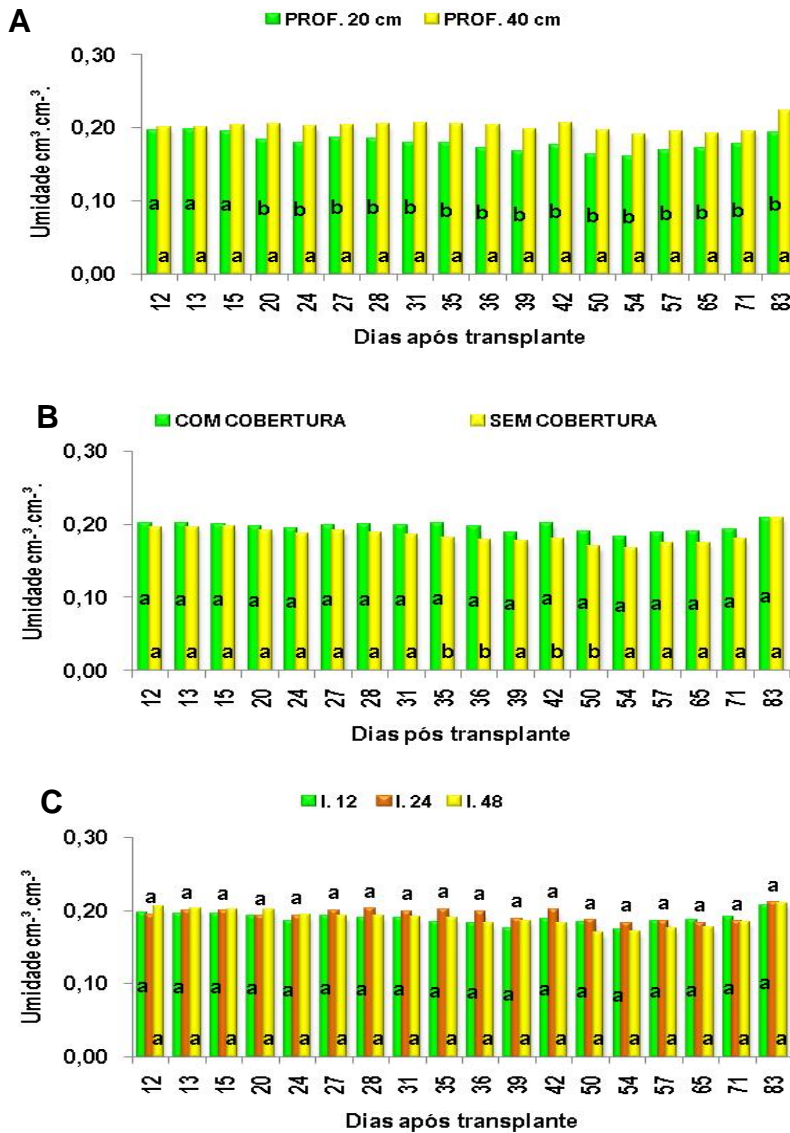 A
PROF. 20 cm PROF. 40 cm
0,30
0,20
0,10
0,00
Umidade cm³.cm-³.
a a a b b b b b b b b b b b b b b b
a a a a a a a a a a a a a a a a a a
12 13 15 20 24 27 28 31 35 36 39 42 50 54 57 65 71 83
Dias após transplante
B
COM COBERTURA SEM COBERTURA
0,30
0,20
0,10
0,00
Umidade cm-³.cm-³.
a a a a a a a a a a a a a a a a a a
a a a a a a a a b b a b b a a a a a
12 13 15 20 24 27 28 31 35 36 39 42 50 54 57 65 71 83
Dias pós transplante
C
I. 12 I. 24 I. 48
0,30
0,20
0,10
0,00
Umidade cm-³.cm-³
a a a a a a a a a a a a a a a a a a
a a a a a a a a a a a a a a a a a a
a a a a a a a a a a a a a a a a a a
12 13 15 20 24 27 28 31 35 36 39 42 50 54 57 65 71 83
Dias após transplante